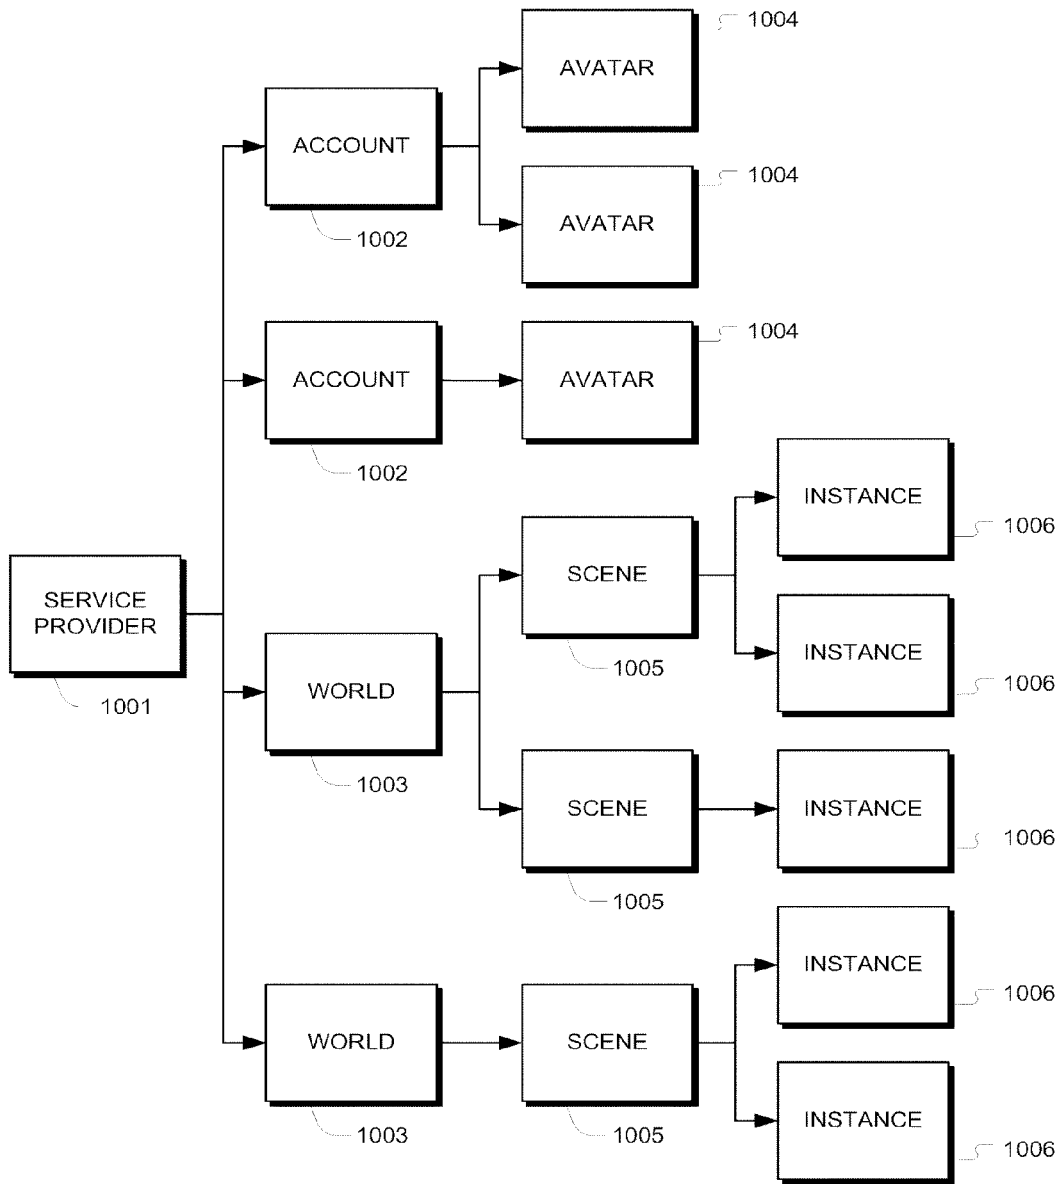 1004
AVATAR
ACCOUNT
1004
AVATAR
1002
1004
ACCOUNT
AVATAR
1002
INSTANCE
1006
SCENE
SERVICE
PROVIDER
INSTANCE
1005
1006
WORLD
1001
1003
SCENE
INSTANCE
1006
1005
INSTANCE
1006
WORLD
SCENE
INSTANCE
1003
1005
1006